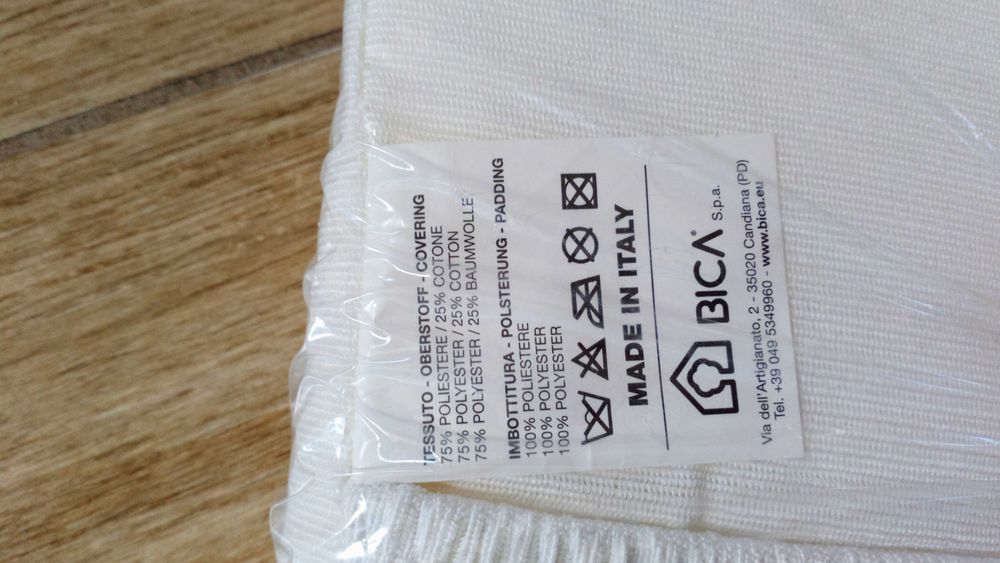 TESSUTO - OBERSTOFF - COVERING
75% POLIESTERE / 25% COTONE
75% POLYESTER / 25% COTTON
75% POLYESTER / 25% BAUMWOLLE
IMBOTTITURA - POLSTERUNG - PADDING
100% POLIESTERE
100% POLYESTER
100% POLYESTER
MADE IN ITALY
BICA® S.p.a.
Via dell'Artigianato, 2 - 35020 Candiana (PD)
Tel. +39 049 5349960 - www.bica.eu